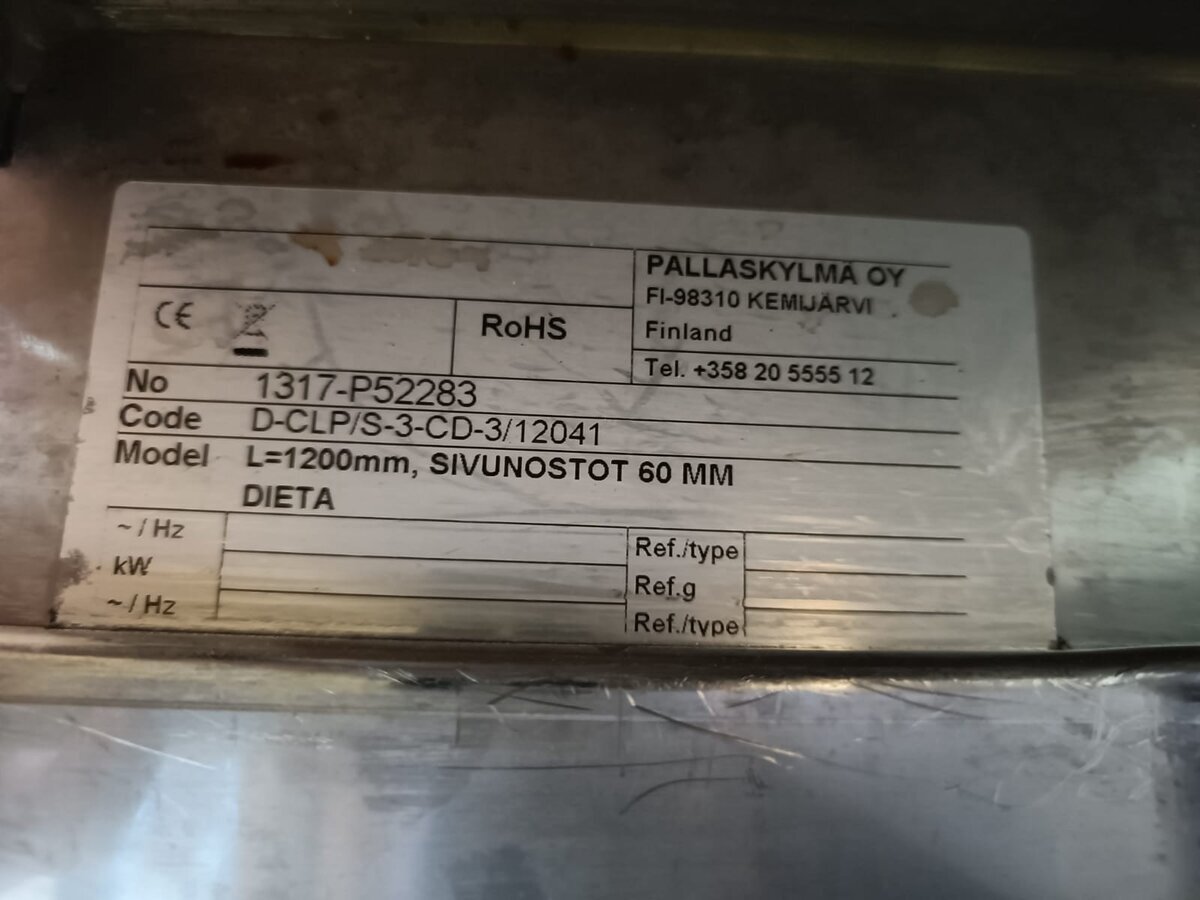 PALLASKYLMÄ OY
FI-98310 KEMIJÄRVI
Finland
Tel. +358 20 5555 12
CE
RoHS
No 1317-P52283
Code D-CLP/S-3-CD-3/12041
Model L=1200mm, SIVUNOSTOT 60 MM
DIETA
~ / Hz
kW
~ / Hz
Ref./type
Ref.g
Ref./type